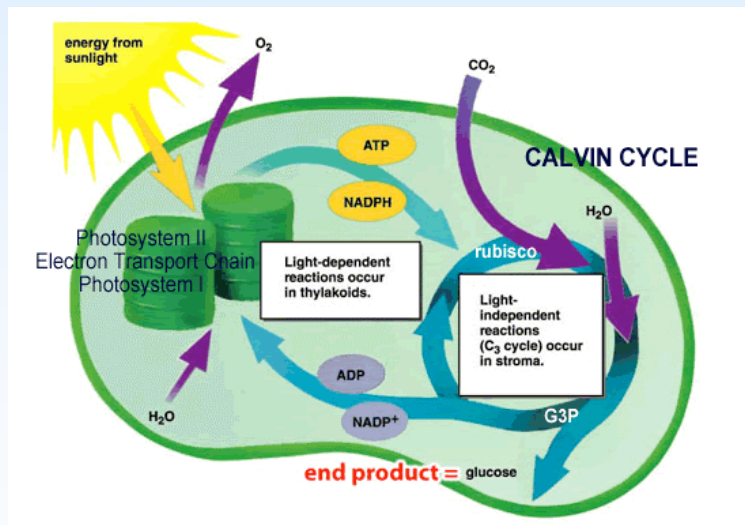 energy from
sunlight
O₂
CO₂
ATP
CALVIN CYCLE
NADPH
H₂O
Photosystem II
Electron Transport Chain
Photosystem I
Light-dependent
reactions occur
in thylakoids.
rubisco
Light-
independent
reactions
(C₃ cycle) occur
in stroma.
ADP
H₂O
NADP⁺
G3P
end product = glucose